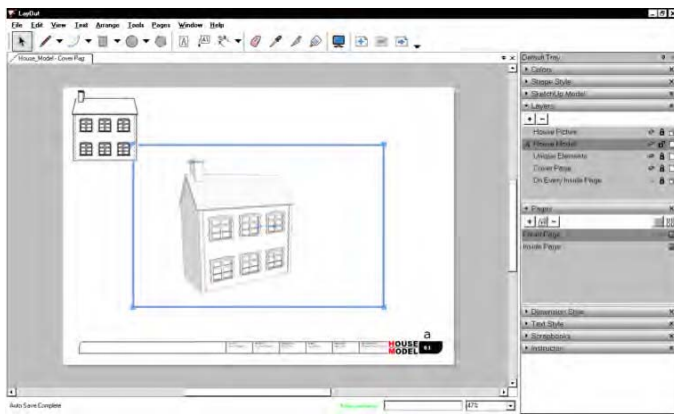 LayOut
File Edit View Text Arrange Tools Pages Window Help
House_Model - Cover Pag
Default Tray
Colors
Shape Style
SketchUp Model
Layers
House Picture
House Model
Unique Elements
Cover Page
On Every Inside Page
Pages
Cover Page
Inside Page
Dimension Style
Text Style
Scrapbooks
Instructor
a
HOUSE
MODEL
Auto Save Complete
47%